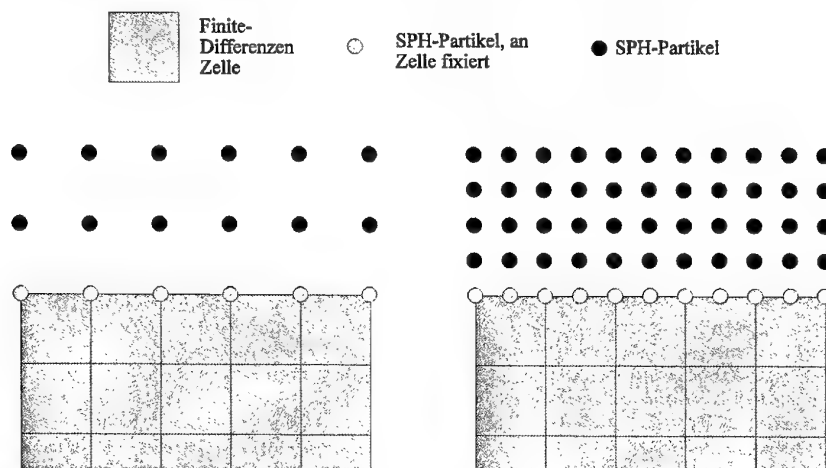 Finite-
Differenzen
Zelle
SPH-Partikel, an
Zelle fixiert
SPH-Partikel